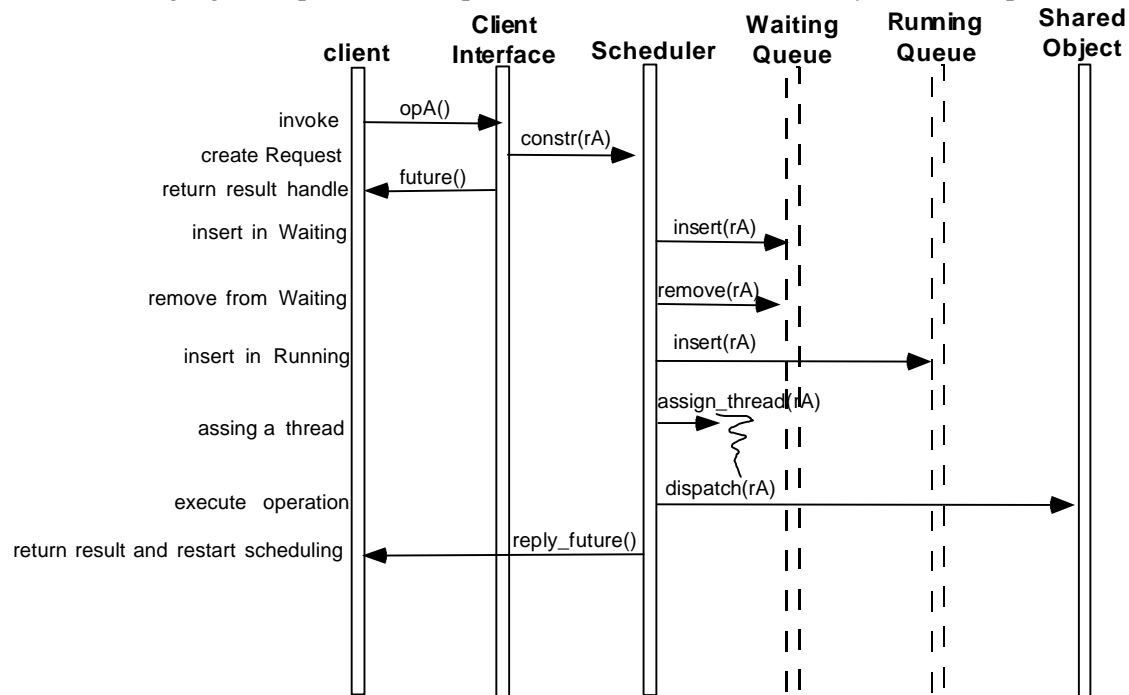 client
Client
Interface
Scheduler
Waiting
Queue
Running
Queue
Shared
Object
invoke
opA()
create Request
constr(rA)
return result handle
future()
insert in Waiting
insert(rA)
remove from Waiting
remove(rA)
insert in Running
insert(rA)
assing a thread
assign_thread(rA)
execute operation
dispatch(rA)
return result and restart scheduling
reply_future()